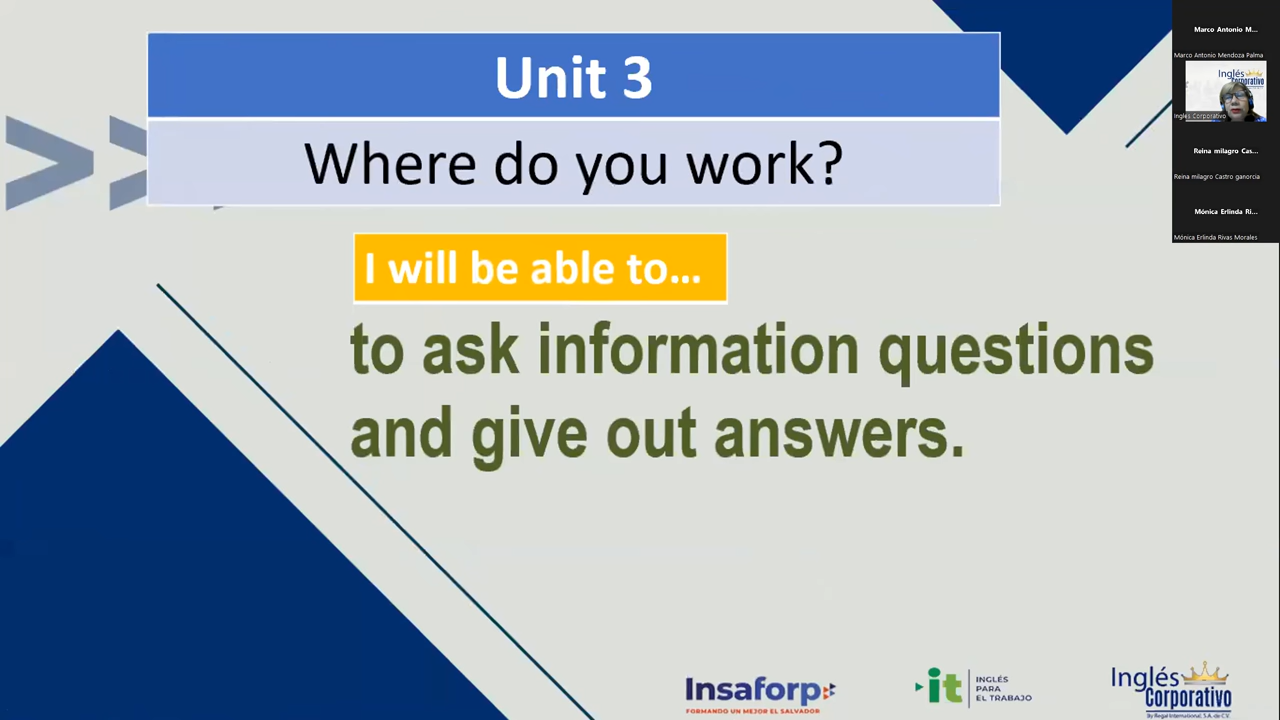 Unit 3
Where do you work?
I will be able to...
to ask information questions
and give out answers.
Marco Antonio M...
Marco Antonio Mendoza Palma
Inglés
Corporativo
Inglés Corporativo
Reina milagro Cas...
Reina milagro Castro ganorcia
Mónica Erlinda Ri...
Mónica Erlinda Rivas Morales
Insaforp
FORMANDO UN MEJOR EL SALVADOR
it
INGLÉS
PARA
EL TRABAJO
Inglés
Corporativo
By Regal International, S.A. de C.V.